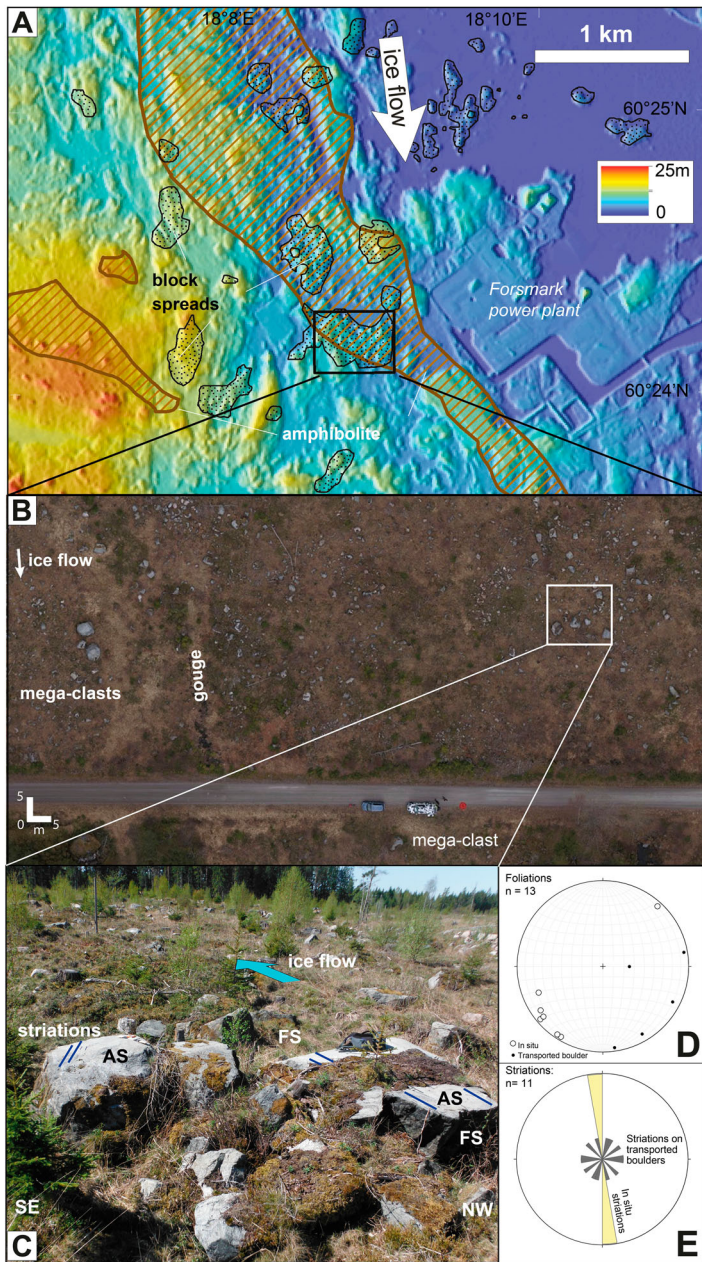 A
18°8'E
18°10'E
1 km
ice flow
60°25'N
25m
0
block
spreads
Forsmark
power plant
60°24'N
amphibolite
B
ice flow
mega-clasts
gouge
5
0
m
5
mega-clast
ice flow
striations
FS
AS
AS
FS
SE
NW
C
Foliations
n = 13
In situ
Transported boulder
D
Striations:
n= 11
Striations on
transported
boulders
In situ
striations
E